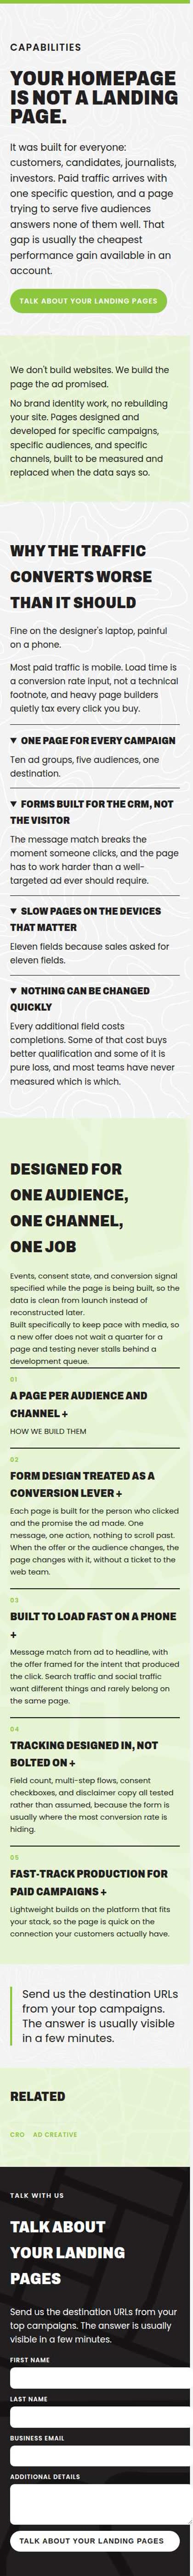 CAPABILITIES
YOUR HOMEPAGE
IS NOT A LANDING
PAGE.
It was built for everyone:
customers, candidates, journalists,
investors. Paid traffic arrives with
one specific question, and a page
trying to serve five audiences
answers none of them well. That
gap is usually the cheapest
performance gain available in an
account.
TALK ABOUT YOUR LANDING PAGES
We don't build websites. We build the
page the ad promised.
No brand identity work, no rebuilding
your site. Pages designed and
developed for specific campaigns,
specific audiences, and specific
channels, built to be measured and
replaced when the data says so.
WHY THE TRAFFIC
CONVERTS WORSE
THAN IT SHOULD
Fine on the designer's laptop, painful
on a phone.
Most paid traffic is mobile. Load time is
a conversion rate input, not a technical
footnote, and heavy page builders
quietly tax every click you buy.
▼ ONE PAGE FOR EVERY CAMPAIGN
Ten ad groups, five audiences, one
destination.
▼ FORMS BUILT FOR THE CRM, NOT
THE VISITOR
The message match breaks the
moment someone clicks, and the page
has to work harder than a well-
targeted ad ever should require.
▼ SLOW PAGES ON THE DEVICES
THAT MATTER
Eleven fields because sales asked for
eleven fields.
▼ NOTHING CAN BE CHANGED
QUICKLY
Every additional field costs
completions. Some of that cost buys
better qualification and some of it is
pure loss, and most teams have never
measured which is which.
DESIGNED FOR
ONE AUDIENCE,
ONE CHANNEL,
ONE JOB
Events, consent state, and conversion signal
specified while the page is being built, so the
data is clean from launch instead of
reconstructed later.
Built specifically to keep pace with media, so
a new offer does not wait a quarter for a
page and testing never stalls behind a
development queue.
01
A PAGE PER AUDIENCE AND
CHANNEL +
HOW WE BUILD THEM
02
FORM DESIGN TREATED AS A
CONVERSION LEVER +
Each page is built for the person who clicked
and the promise the ad made. One
message, one action, nothing to scroll past.
When the offer or the audience changes, the
page changes with it, without a ticket to the
web team.
03
BUILT TO LOAD FAST ON A PHONE
+
Message match from ad to headline, with
the offer framed for the intent that produced
the click. Search traffic and social traffic
want different things and rarely belong on
the same page.
04
TRACKING DESIGNED IN, NOT
BOLTED ON +
Field count, multi-step flows, consent
checkboxes, and disclaimer copy all tested
rather than assumed, because the form is
usually where the most conversion rate is
hiding.
05
FAST-TRACK PRODUCTION FOR
PAID CAMPAIGNS +
Lightweight builds on the platform that fits
your stack, so the page is quick on the
connection your customers actually have.
Send us the destination URLs
from your top campaigns.
The answer is usually visible
in a few minutes.
RELATED
CRO AD CREATIVE
TALK WITH US
TALK ABOUT
YOUR LANDING
PAGES
Send us the destination URLs from your
top campaigns. The answer is usually
visible in a few minutes.
FIRST NAME
LAST NAME
BUSINESS EMAIL
ADDITIONAL DETAILS
TALK ABOUT YOUR LANDING PAGES